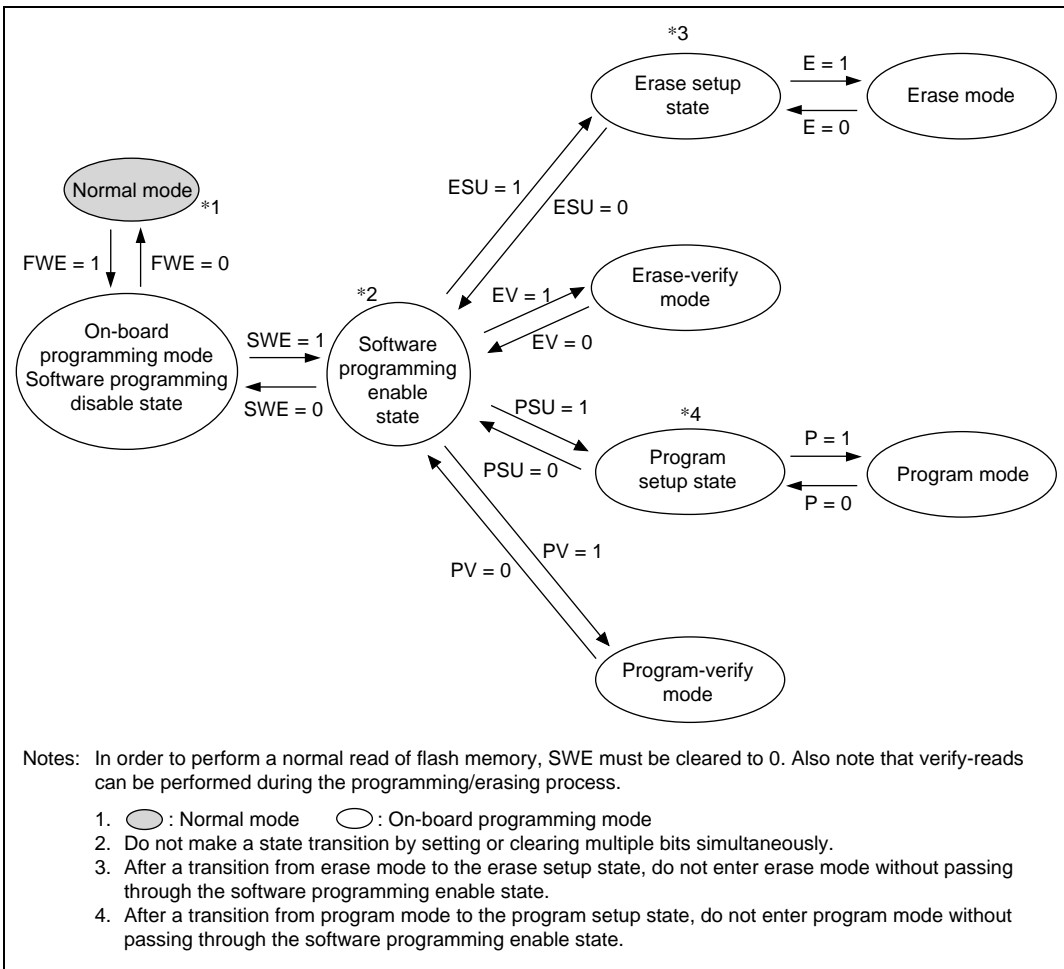 *3
Erase setup
state
E = 1
E = 0
Erase mode
Normal mode
*1
ESU = 1
ESU = 0
FWE = 1
FWE = 0
Erase-verify
mode
*2
EV = 1
EV = 0
On-board
programming mode
Software programming
disable state
SWE = 1
SWE = 0
Software
programming
enable
state
PSU = 1
PSU = 0
*4
Program
setup state
P = 1
P = 0
Program mode
PV = 1
PV = 0
Program-verify
mode
Notes: In order to perform a normal read of flash memory, SWE must be cleared to 0. Also note that verify-reads
can be performed during the programming/erasing process.
1. : Normal mode : On-board programming mode
2. Do not make a state transition by setting or clearing multiple bits simultaneously.
3. After a transition from erase mode to the erase setup state, do not enter erase mode without passing
through the software programming enable state.
4. After a transition from program mode to the program setup state, do not enter program mode without
passing through the software programming enable state.